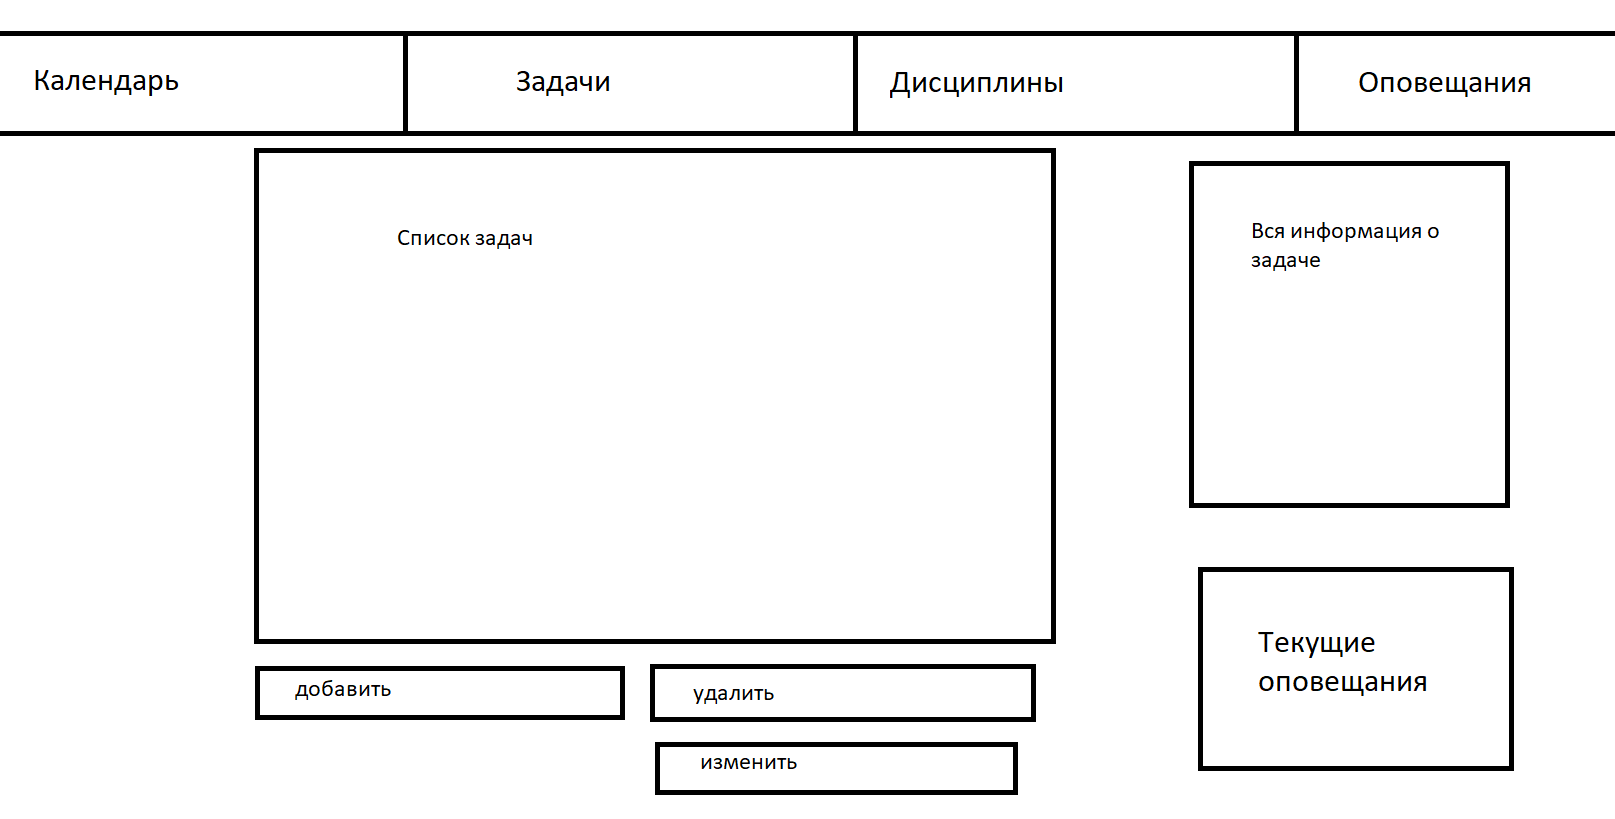 Календарь
Задачи
Дисциплины
Оповещания
Список задач
Вся информация о
задаче
Текущие
оповещания
добавить
удалить
изменить